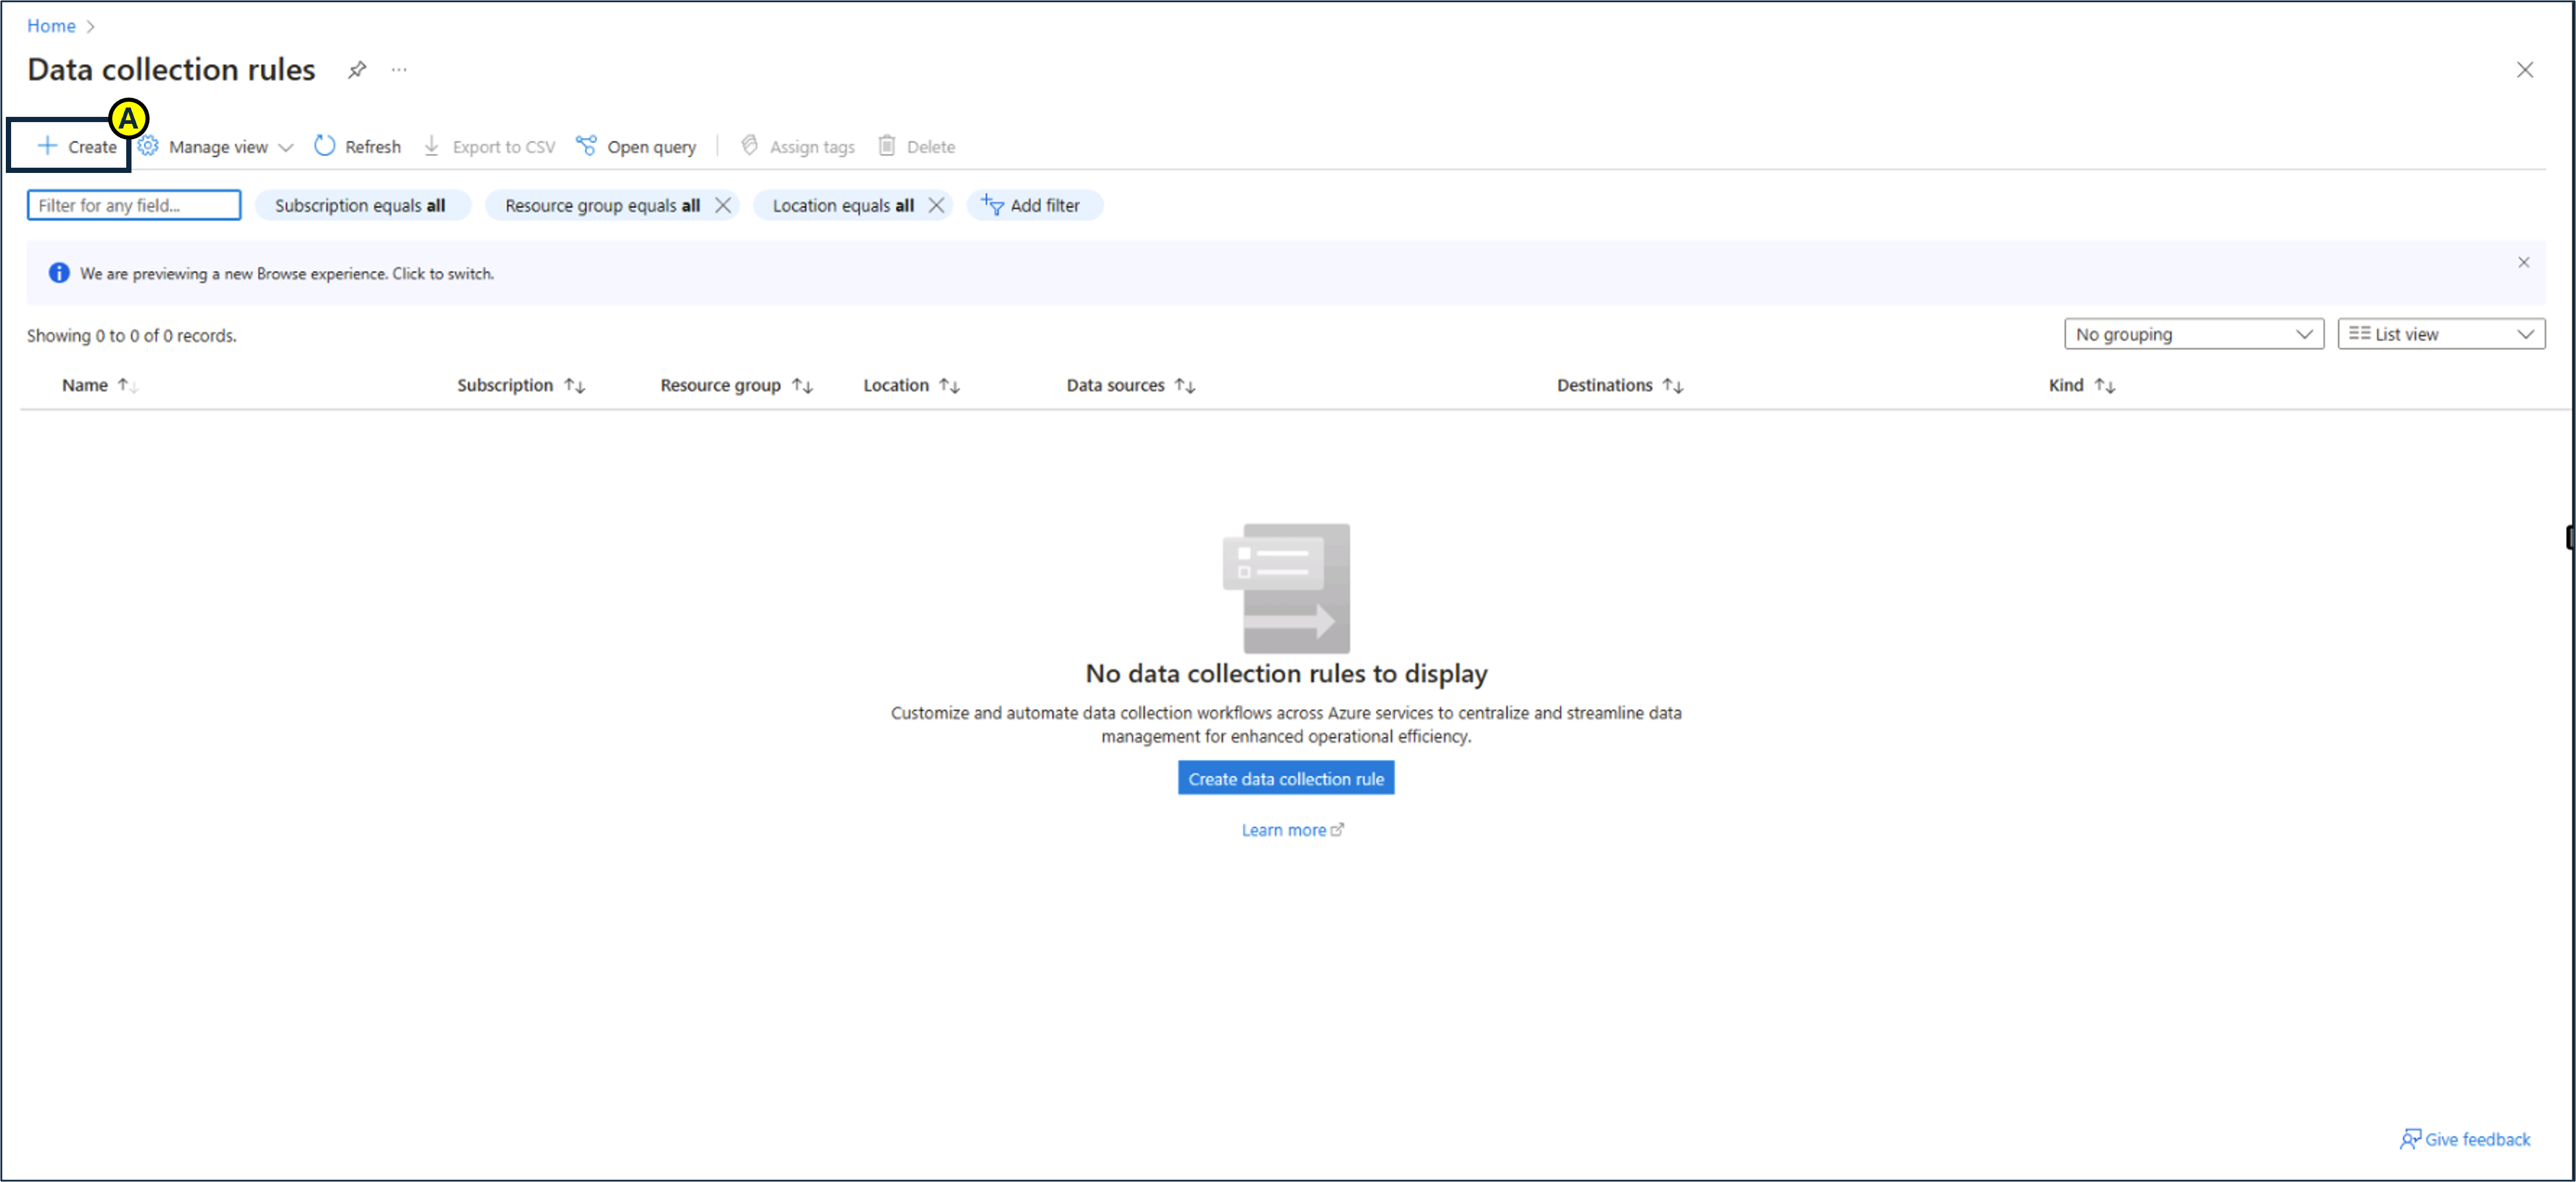 Home >
Data collection rules
A
Create Manage view Refresh Export to CSV Open query Assign tags Delete
Filter for any field... Subscription equals all Resource group equals all Location equals all Add filter
We are previewing a new Browse experience. Click to switch.
Showing 0 to 0 of 0 records. No grouping List view
Name Subscription Resource group Location Data sources Destinations Kind
No data collection rules to display
Customize and automate data collection workflows across Azure services to centralize and streamline data
management for enhanced operational efficiency.
Create data collection rule
Learn more
Give feedback